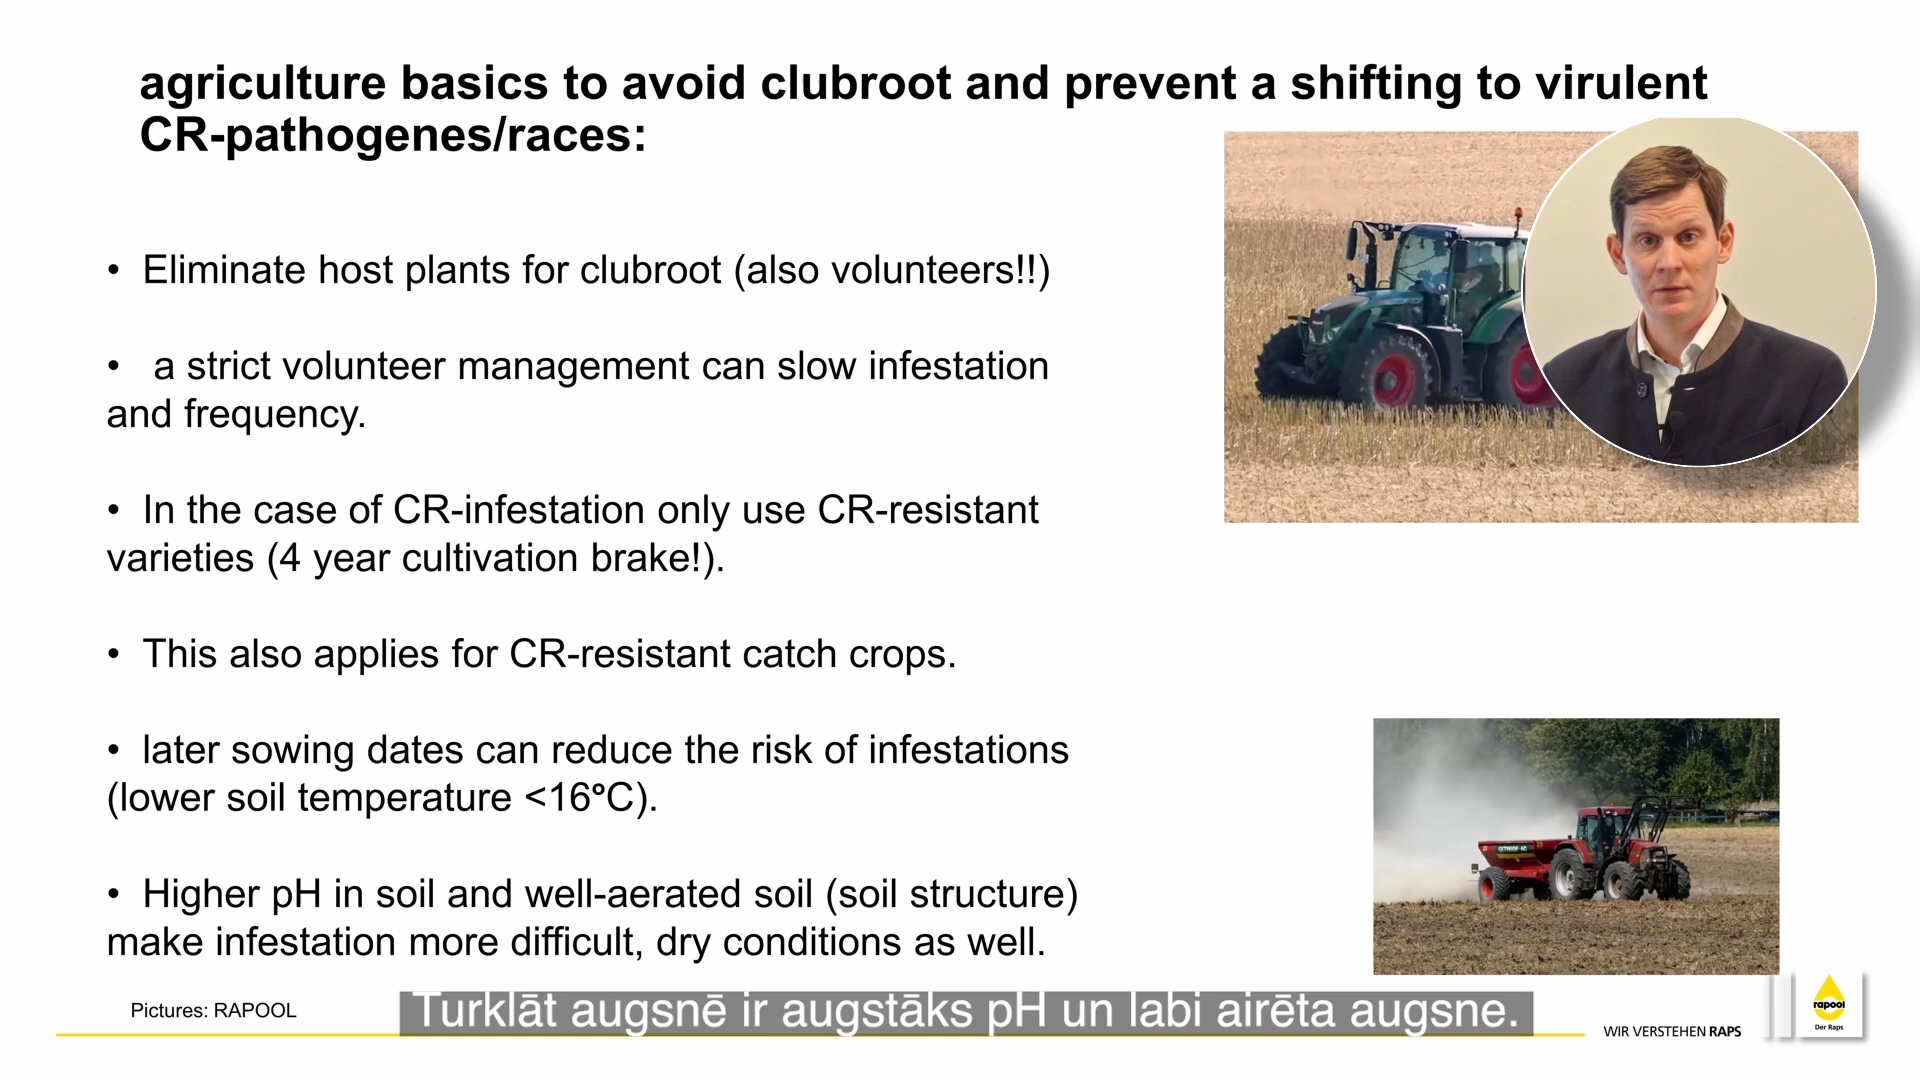 agriculture basics to avoid clubroot and prevent a shifting to virulent
CR-pathogenes/races:
• Eliminate host plants for clubroot (also volunteers!!)
• a strict volunteer management can slow infestation
and frequency.
• In the case of CR-infestation only use CR-resistant
varieties (4 year cultivation brake!).
• This also applies for CR-resistant catch crops.
• later sowing dates can reduce the risk of infestations
(lower soil temperature <16°C).
• Higher pH in soil and well-aerated soil (soil structure)
make infestation more difficult, dry conditions as well.
Pictures: RAPOOL
Turklāt augsnē ir augstāks pH un labi airēta augsne.
WIR VERSTEHEN RAPS
rapool
Der Raps